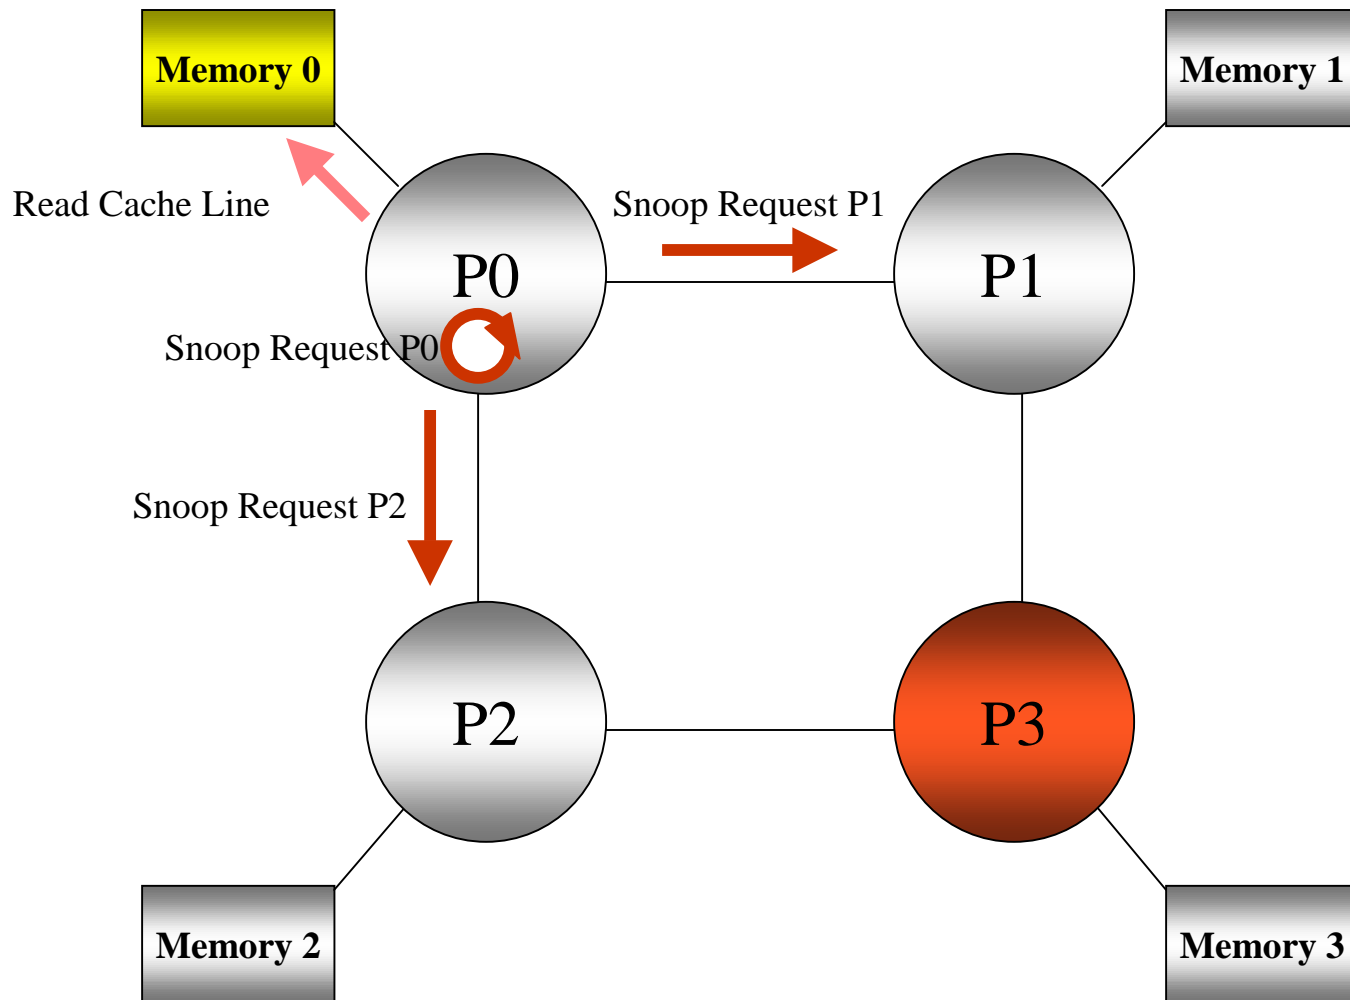 Memory 0
Memory 1
Read Cache Line
Snoop Request P1
P0
P1
Snoop Request P0
Snoop Request P2
P2
P3
Memory 2
Memory 3